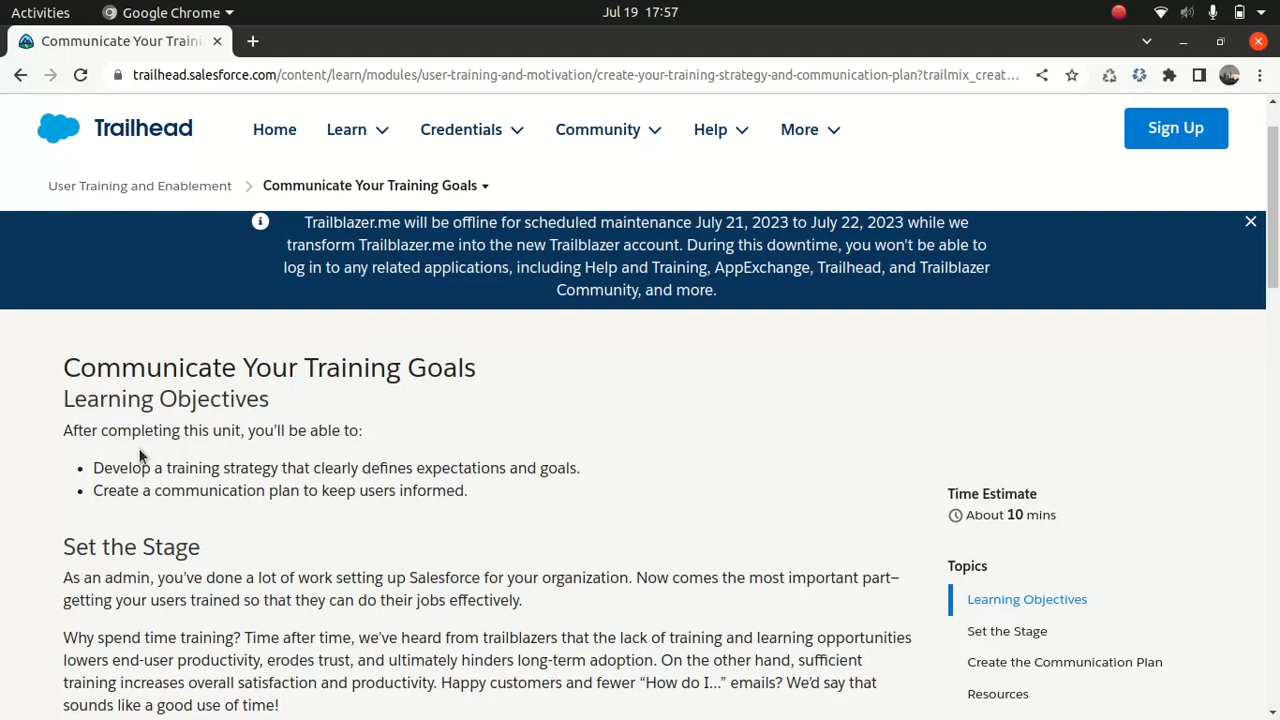 Activities
Google Chrome
Jul 19 17:57
Communicate Your Traini
trailhead.salesforce.com/content/learn/modules/user-training-and-motivation/create-your-training-strategy-and-communication-plan?trailmix_creat...
Trailhead
Home
Learn
Credentials
Community
Help
More
Sign Up
User Training and Enablement
Communicate Your Training Goals
Trailblazer.me will be offline for scheduled maintenance July 21, 2023 to July 22, 2023 while we
transform Trailblazer.me into the new Trailblazer account. During this downtime, you won't be able to
log in to any related applications, including Help and Training, AppExchange, Trailhead, and Trailblazer
Community, and more.
Communicate Your Training Goals
Learning Objectives
After completing this unit, you’ll be able to:
• Develop a training strategy that clearly defines expectations and goals.
• Create a communication plan to keep users informed.
Set the Stage
As an admin, you’ve done a lot of work setting up Salesforce for your organization. Now comes the most important part–
getting your users trained so that they can do their jobs effectively.
Why spend time training? Time after time, we’ve heard from trailblazers that the lack of training and learning opportunities
lowers end-user productivity, erodes trust, and ultimately hinders long-term adoption. On the other hand, sufficient
training increases overall satisfaction and productivity. Happy customers and fewer “How do I...” emails? We’d say that
sounds like a good use of time!
Time Estimate
About 10 mins
Topics
Learning Objectives
Set the Stage
Create the Communication Plan
Resources